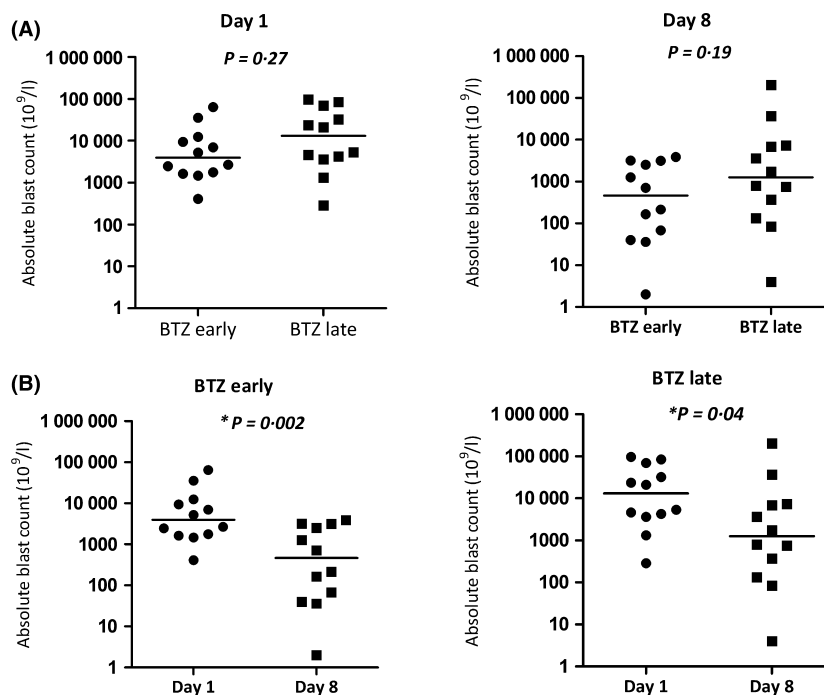 (A)
Day 1
P = 0·27
Absolute blast count (10⁹/l)
1 000 000
100 000
10 000
1000
100
10
1
BTZ early
BTZ late
Day 8
P = 0·19
Absolute blast count (10⁹/l)
1 000 000
100 000
10 000
1000
100
10
1
BTZ early
BTZ late
(B)
BTZ early
*P = 0·002
Absolute blast count (10⁹/l)
1 000 000
100 000
10 000
1000
100
10
1
Day 1
Day 8
BTZ late
*P = 0·04
Absolute blast count (10⁹/l)
1 000 000
100 000
10 000
1000
100
10
1
Day 1
Day 8